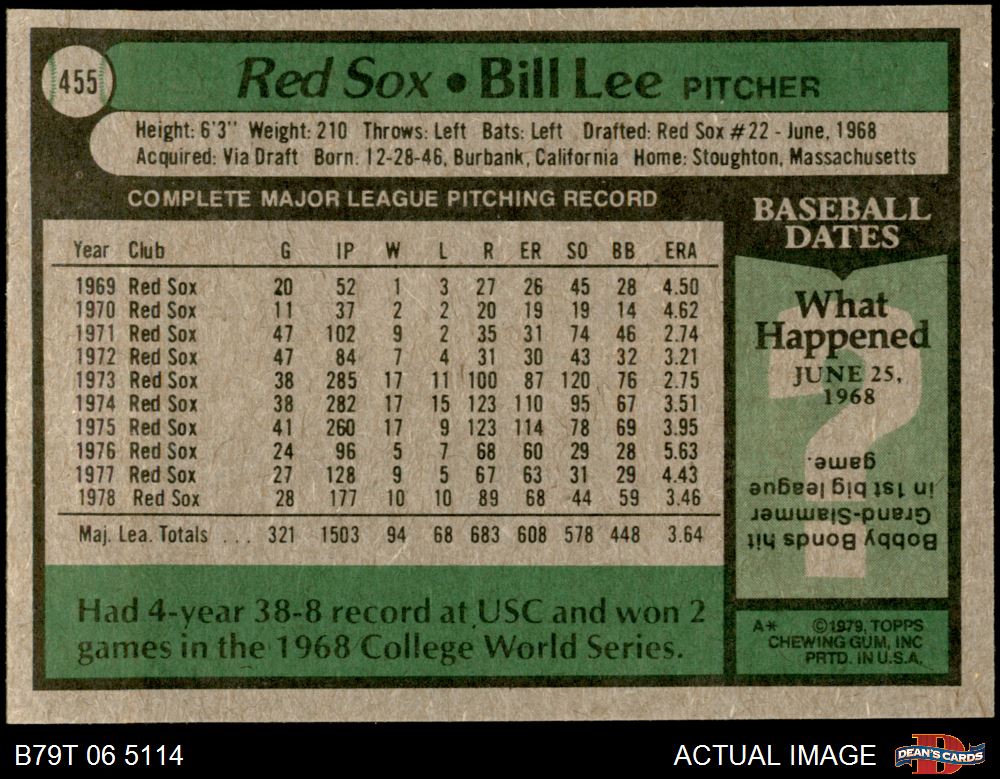 455
Red Sox • Bill Lee PITCHER
Height: 6'3" Weight: 210 Throws: Left Bats: Left Drafted: Red Sox #22 - June, 1968
Acquired: Via Draft Born: 12-28-46, Burbank, California Home: Stoughton, Massachusetts
COMPLETE MAJOR LEAGUE PITCHING RECORD
Year Club G IP W L R ER SO BB ERA
1969 Red Sox 20 52 1 3 27 26 45 28 4.50
1970 Red Sox 11 37 2 2 20 19 19 14 4.62
1971 Red Sox 47 102 9 2 35 31 74 46 2.74
1972 Red Sox 47 84 7 4 31 30 43 32 3.21
1973 Red Sox 38 285 17 11 100 87 120 76 2.75
1974 Red Sox 38 282 17 15 123 110 95 67 3.51
1975 Red Sox 41 260 17 9 123 114 78 69 3.95
1976 Red Sox 24 96 5 7 68 60 29 28 5.63
1977 Red Sox 27 128 9 5 67 63 31 29 4.43
1978 Red Sox 28 177 10 10 89 68 44 59 3.46
Maj. Lea. Totals ... 321 1503 94 68 683 608 578 448 3.64
Had 4-year 38-8 record at USC and won 2
games in the 1968 College World Series.
BASEBALL
DATES
What
Happened
JUNE 25,
1968
?
Bobby Bonds hit
Grand-Slammer
in 1st big league
game.
A* ©1979, TOPPS
CHEWING GUM, INC
PRTD. IN U.S.A.
B79T 06 5114
ACTUAL IMAGE
D
DEAN'S CARDS